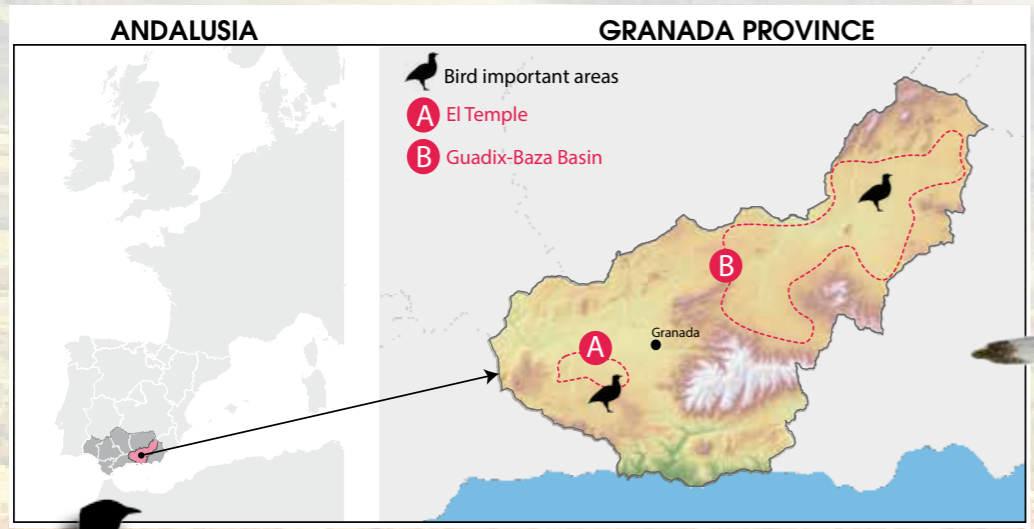 ANDALUSIA
GRANADA PROVINCE
Bird important areas
A El Temple
B Guadix-Baza Basin
B
Granada
A